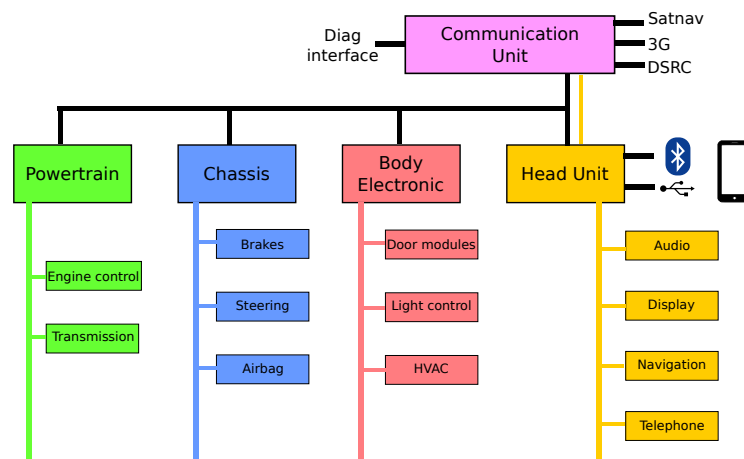 Diag
interface
Communication
Unit
Satnav
3G
DSRC
Powertrain
Chassis
Body
Electronic
Head Unit
Engine control
Transmission
Brakes
Steering
Airbag
Door modules
Light control
HVAC
Audio
Display
Navigation
Telephone